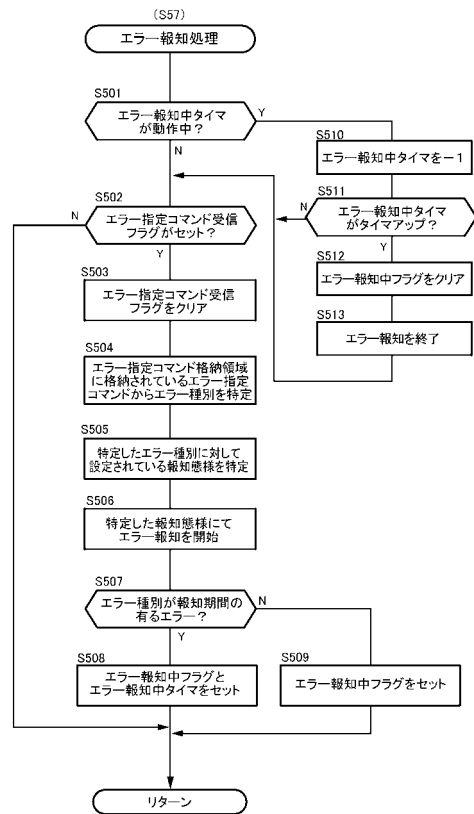 (S57)
エラー報知処理
S501
エラー報知中タイマ
が動作中？
Y
N
S510
エラー報知中タイマを－１
S511
エラー報知中タイマ
がタイムアップ？
N
Y
S512
エラー報知中フラグをクリア
S513
エラー報知を終了
S502
エラー指定コマンド受信
フラグがセット？
N
Y
S503
エラー指定コマンド受信
フラグをクリア
S504
エラー指定コマンド格納領域
に格納されているエラー指定
コマンドからエラー種別を特定
S505
特定したエラー種別に対して
設定されている報知態様を特定
S506
特定した報知態様にて
エラー報知を開始
S507
エラー種別が報知期間の
有るエラー？
N
Y
S508
エラー報知中フラグと
エラー報知中タイマをセット
S509
エラー報知中フラグをセット
リターン